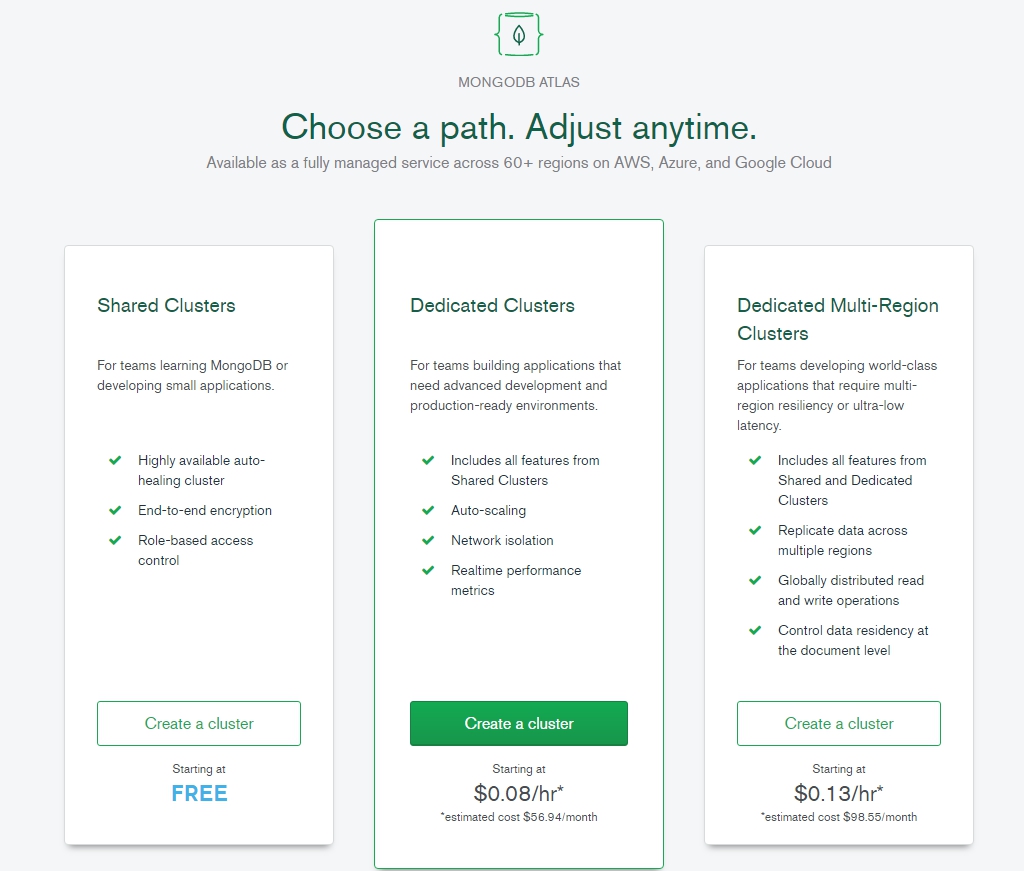 MONGODB ATLAS
Choose a path. Adjust anytime.
Available as a fully managed service across 60+ regions on AWS, Azure, and Google Cloud
Shared Clusters
For teams learning MongoDB or
developing small applications.
Highly available auto-
healing cluster
End-to-end encryption
Role-based access
control
Create a cluster
Starting at
FREE
Dedicated Clusters
For teams building applications that
need advanced development and
production-ready environments.
Includes all features from
Shared Clusters
Auto-scaling
Network isolation
Realtime performance
metrics
Create a cluster
Starting at
$0.08/hr*
*estimated cost $56.94/month
Dedicated Multi-Region
Clusters
For teams developing world-class
applications that require multi-
region resiliency or ultra-low
latency.
Includes all features from
Shared and Dedicated
Clusters
Replicate data across
multiple regions
Globally distributed read
and write operations
Control data residency at
the document level
Create a cluster
Starting at
$0.13/hr*
*estimated cost $98.55/month